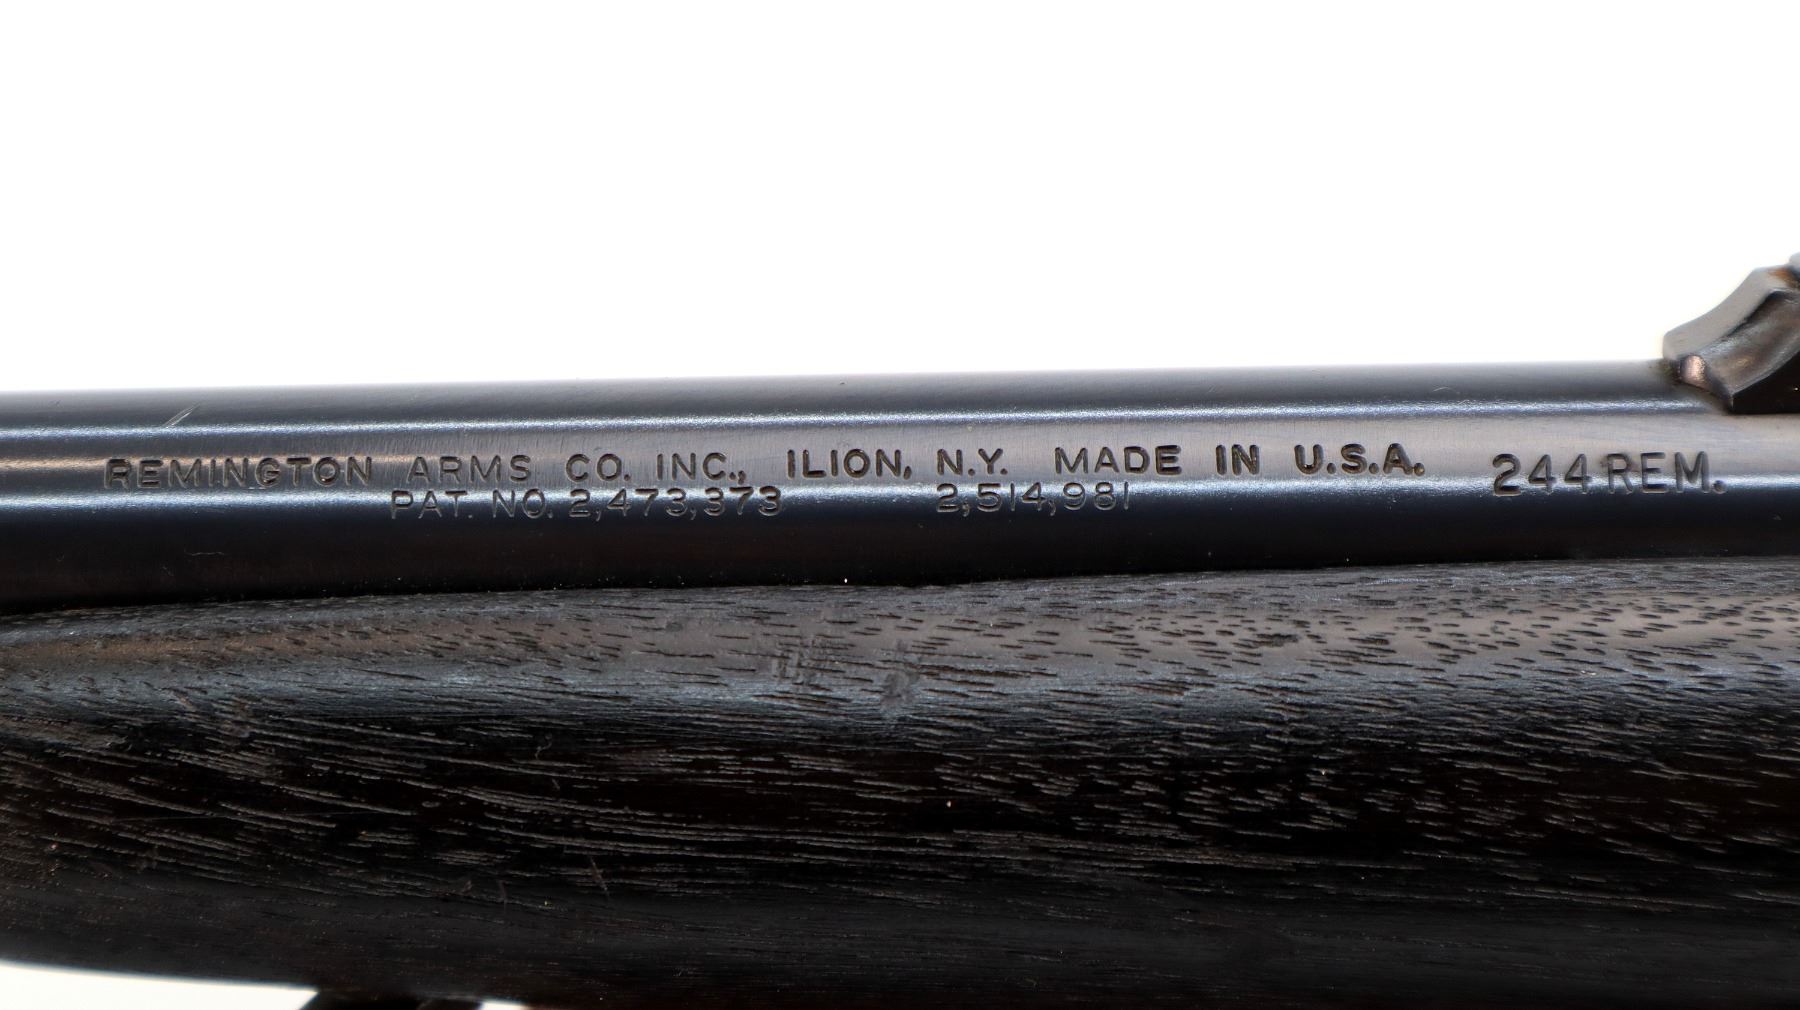 REMINGTON ARMS CO. INC., ILION, N.Y. MADE IN U.S.A. 244 REM.
PAT. NO. 2,473,373 2,514,981